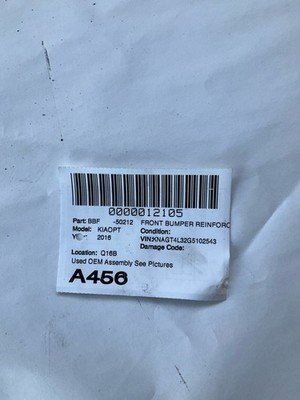 0000012105
Part: BBF -50212 FRONT BUMPER REINFORC
Model: KIAOPT Condition:
2016 VIN:KNAGT4L32G5102543
Damage Code:
Location: Q16B
Used OEM Assembly See Pictures
A456